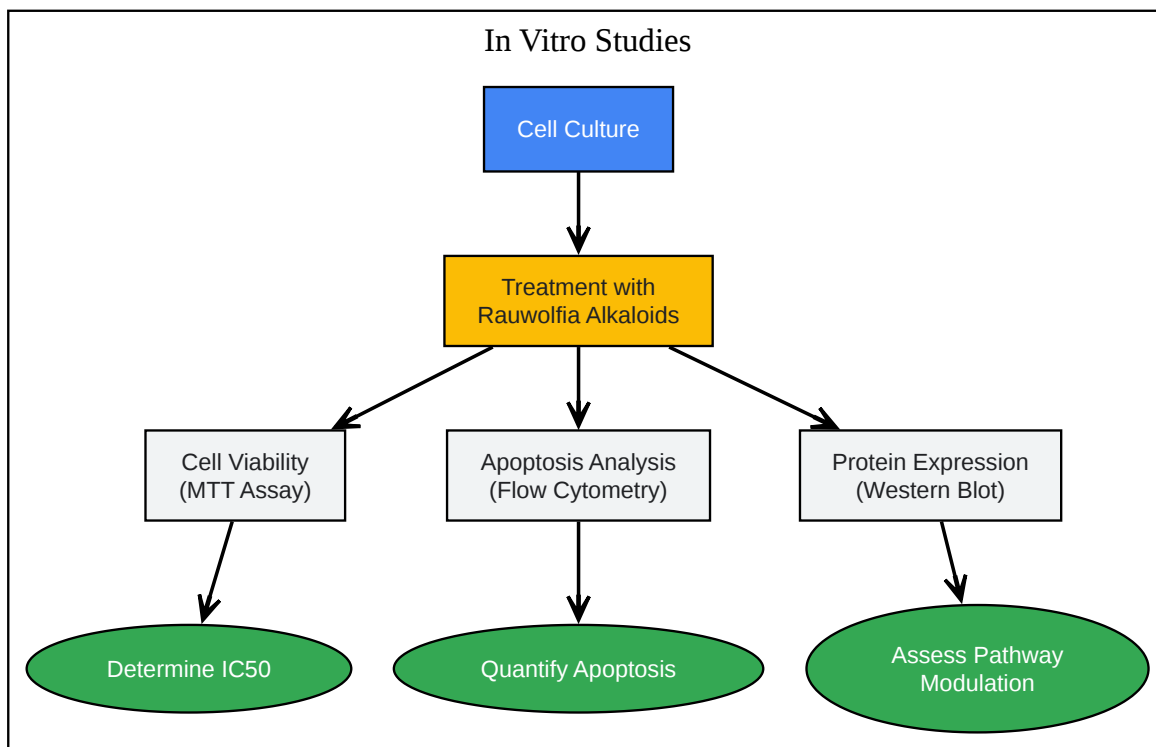 In Vitro Studies
Cell Culture
Treatment with
Rauwolfia Alkaloids
Cell Viability
(MTT Assay)
Apoptosis Analysis
(Flow Cytometry)
Protein Expression
(Western Blot)
Determine IC50
Quantify Apoptosis
Assess Pathway
Modulation